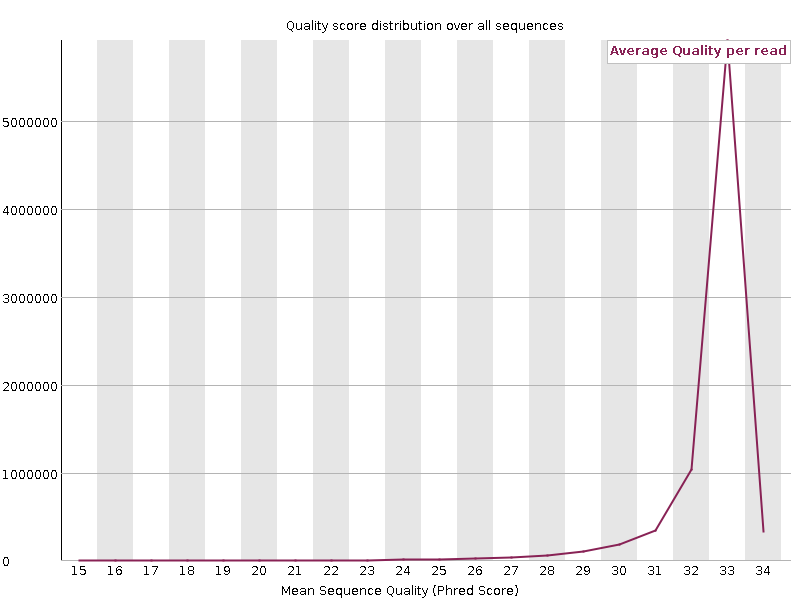 Quality score distribution over all sequences
Average Quality per read
5000000
4000000
3000000
2000000
1000000
0
15 16 17 18 19 20 21 22 23 24 25 26 27 28 29 30 31 32 33 34
Mean Sequence Quality (Phred Score)